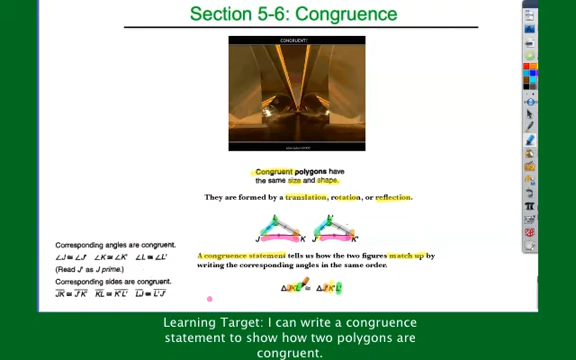 Section 5-6: Congruence
CONGRUENT?
Congruent polygons have
the same size and shape.
They are formed by a translation, rotation, or reflection.
L L'
J K J' K'
A congruence statement tells us how the two figures match up by
writing the corresponding angles in the same order.
△JKL ≅ △J'K'L'
Corresponding angles are congruent.
∠J ≅ ∠J' ∠K ≅ ∠K' ∠L ≅ ∠L'
(Read J' as J prime.)
Corresponding sides are congruent.
JK ≅ J'K' KL ≅ K'L' LJ ≅ L'J'
Learning Target: I can write a congruence
statement to show how two polygons are
congruent.